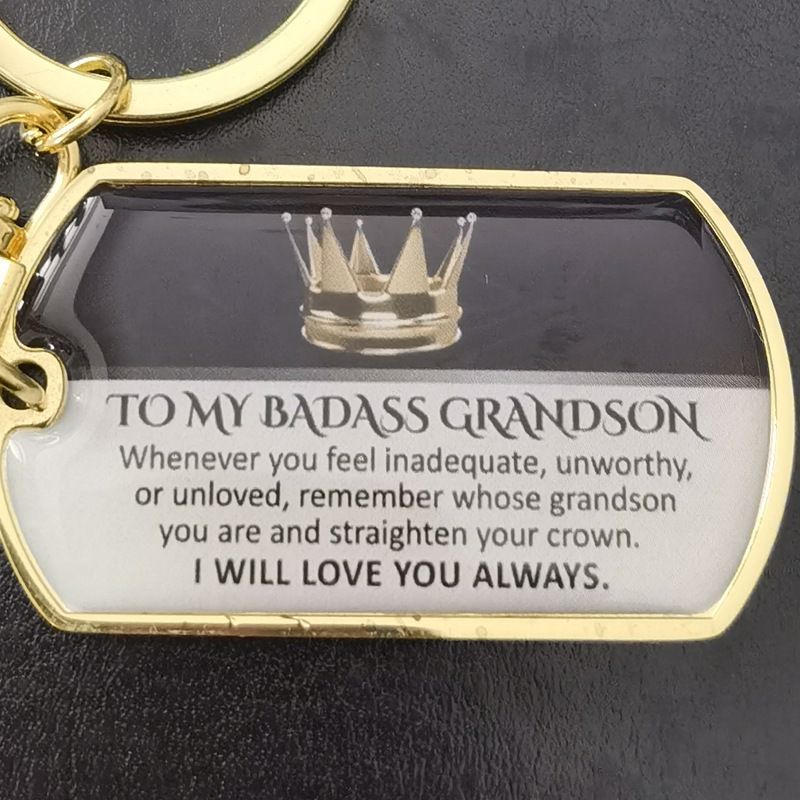 TO MY BADASS GRANDSON
Whenever you feel inadequate, unworthy,
or unloved, remember whose grandson
you are and straighten your crown.
I WILL LOVE YOU ALWAYS.